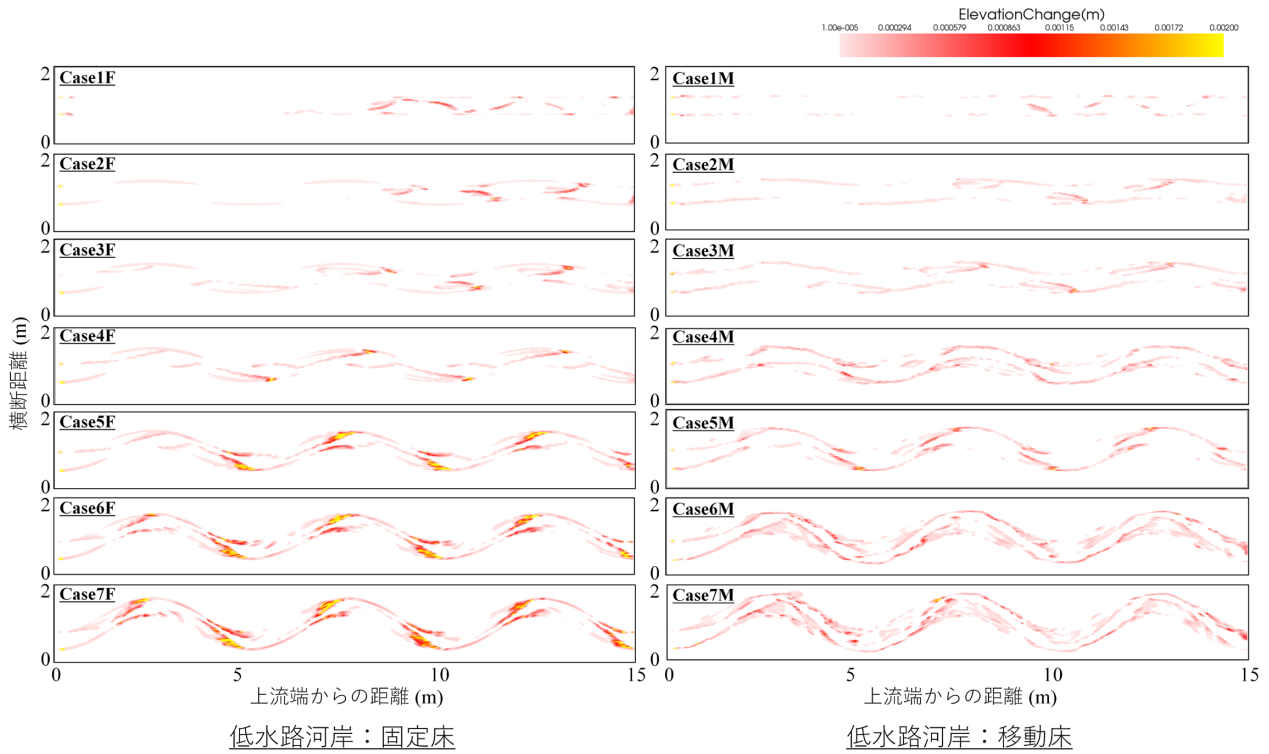 ElevationChange(m)
1.00e-005 0.000294 0.000579 0.000863 0.00115 0.00143 0.00172 0.00200
横断距離 (m)
2
Case1F
0
2
Case2F
0
2
Case3F
0
2
Case4F
0
2
Case5F
0
2
Case6F
0
2
Case7F
0
0 5 10 15
上流端からの距離 (m)
低水路河岸：固定床
2
Case1M
0
2
Case2M
0
2
Case3M
0
2
Case4M
0
2
Case5M
0
2
Case6M
0
2
Case7M
0
0 5 10 15
上流端からの距離 (m)
低水路河岸：移動床